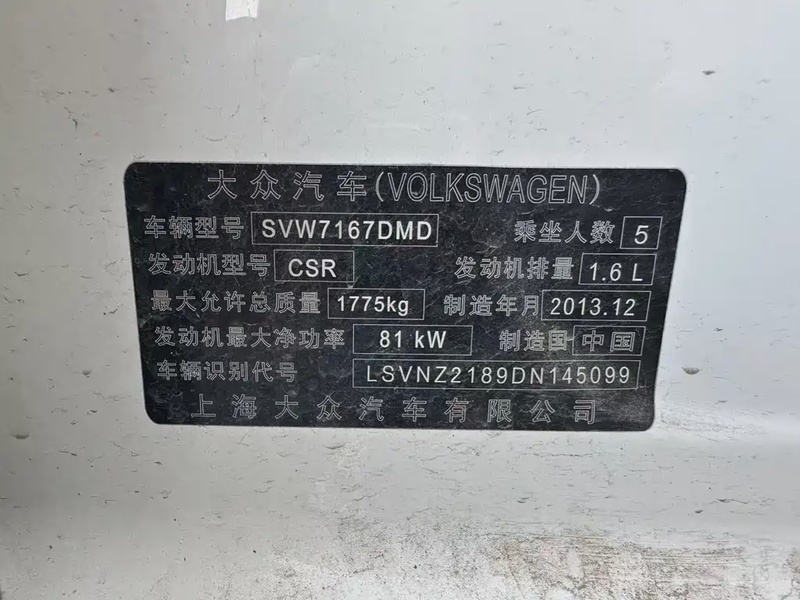 大众汽车(VOLKSWAGEN)
车辆型号 SVW7167DMD 乘坐人数 5
发动机型号 CSR 发动机排量 1.6 L
最大允许总质量 1775kg 制造年月 2013.12
发动机最大净功率 81 kW 制造国 中国
车辆识别代号 LSVNZ2189DN145099
上海大众汽车有限公司